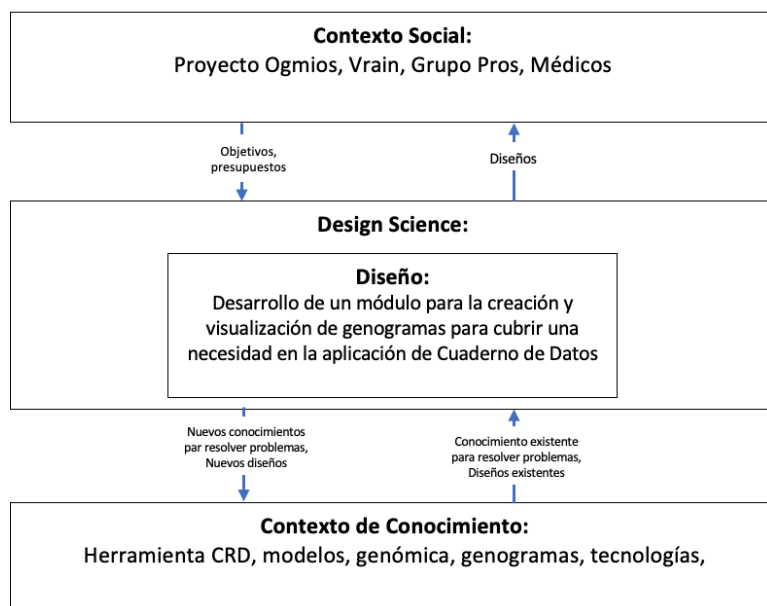 Contexto Social:
Proyecto Ogmios, Vrain, Grupo Pros, Médicos
Objetivos,
presupuestos
Diseños
Design Science:
Diseño:
Desarrollo de un módulo para la creación y
visualización de genogramas para cubrir una
necesidad en la aplicación de Cuaderno de Datos
Nuevos conocimientos
par resolver problemas,
Nuevos diseños
Conocimiento existente
para resolver problemas,
Diseños existentes
Contexto de Conocimiento:
Herramienta CRD, modelos, genómica, genogramas, tecnologías,